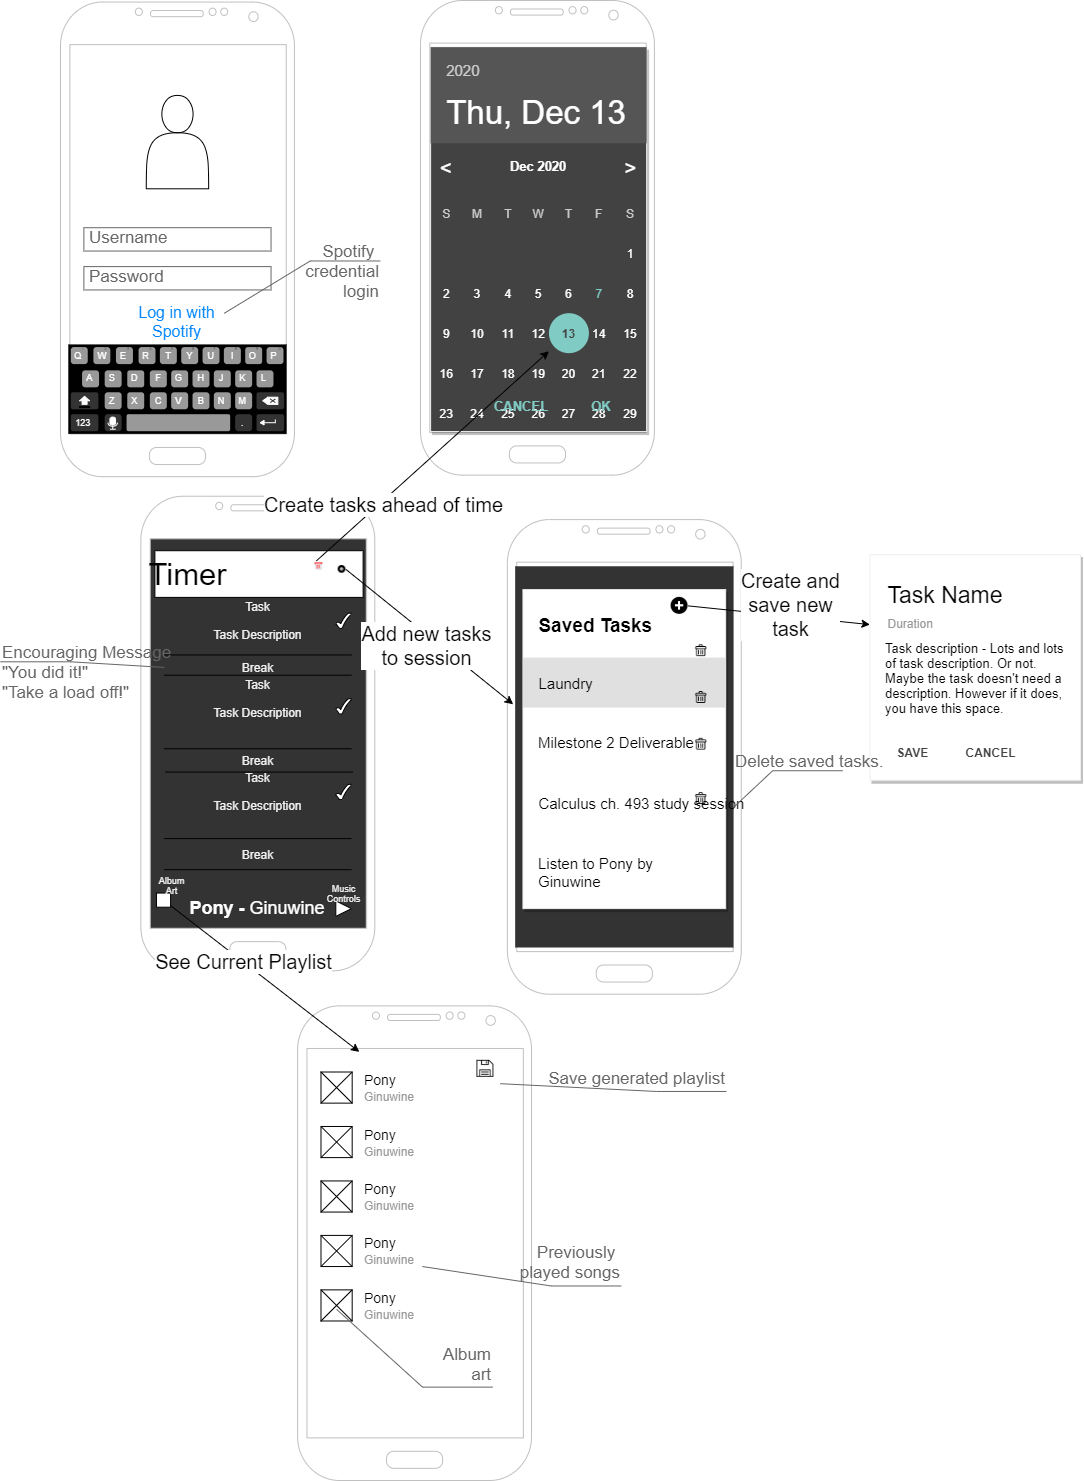 Username
Password
Log in with
Spotify
Q W E R T Y U I O P
A S D F G H J K L
Z X C V B N M
123 .
Spotify
credential
login
2020
Thu, Dec 13
< Dec 2020 >
S M T W T F S
1
2 3 4 5 6 7 8
9 10 11 12 13 14 15
16 17 18 19 20 21 22
CANCEL OK
23 24 25 26 27 28 29
Create tasks ahead of time
Timer
Task
Task Description
Break
Task
Task Description
Break
Task
Task Description
Break
Album
Art
Music
Controls
Pony - Ginuwine
Encouraging Message
"You did it!"
"Take a load off!"
Add new tasks
to session
Saved Tasks
Laundry
Milestone 2 Deliverable
Calculus ch. 493 study session
Listen to Pony by
Ginuwine
Create and
save new
task
Task Name
Duration
Task description - Lots and lots
of task description. Or not.
Maybe the task doesn't need a
description. However if it does,
you have this space.
SAVE CANCEL
Delete saved tasks.
See Current Playlist
Pony
Ginuwine
Pony
Ginuwine
Pony
Ginuwine
Pony
Ginuwine
Pony
Ginuwine
Save generated playlist
Previously
played songs
Album
art